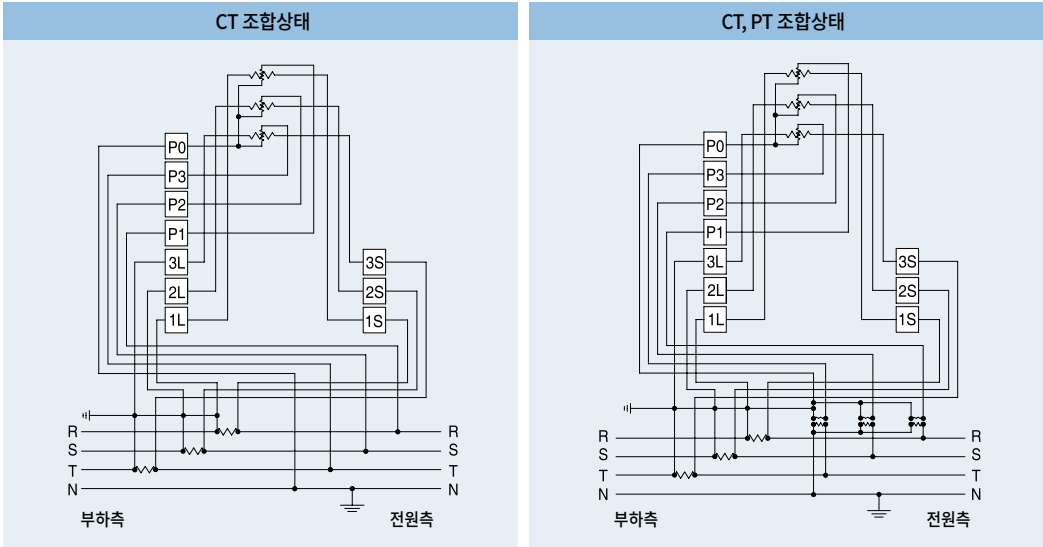 CT 조합상태
P0
P3
P2
P1
3L 3S
2L 2S
1L 1S
R R
S S
T T
N N
부하측 전원측
CT, PT 조합상태
P0
P3
P2
P1
3L 3S
2L 2S
1L 1S
R R
S S
T T
N N
부하측 전원측